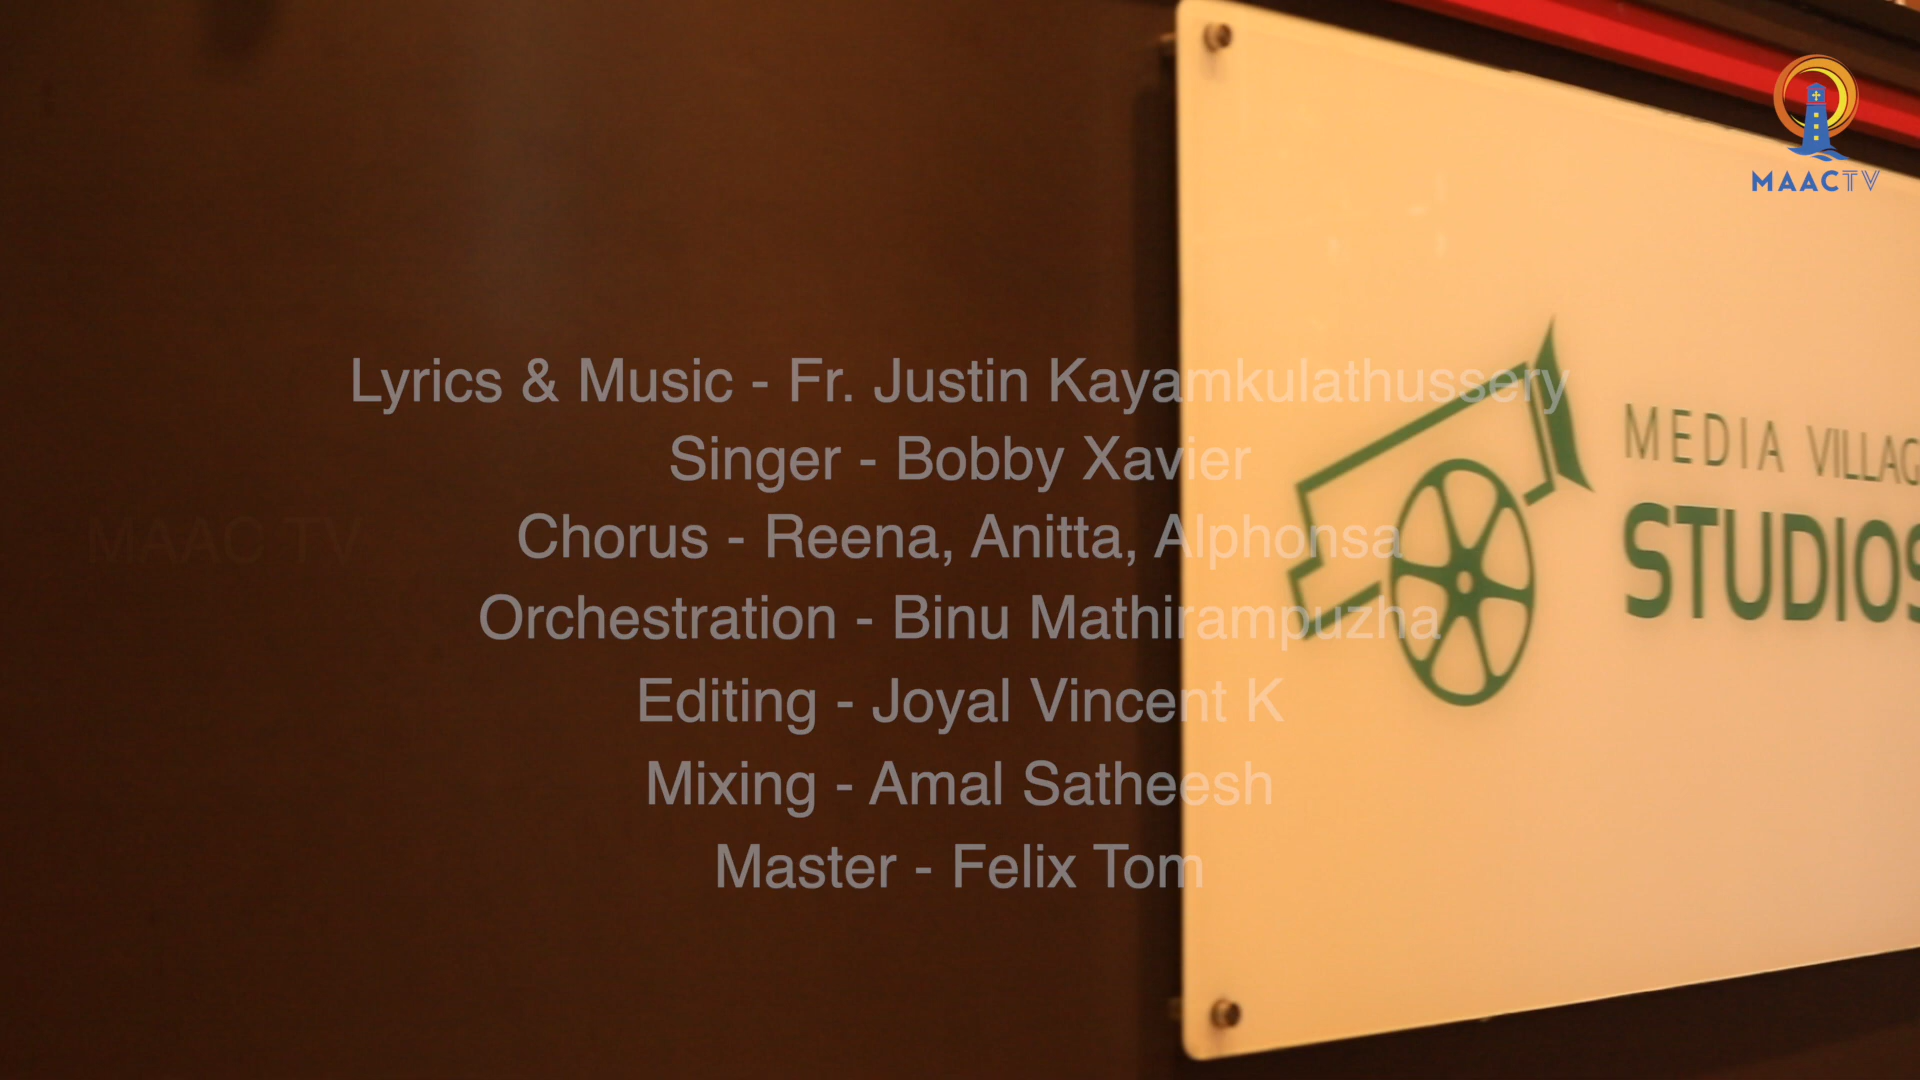 MAACTV
Lyrics & Music - Fr. Justin Kayamkulathussery
Singer - Bobby Xavier
Chorus - Reena, Anitta, Alphonsa
Orchestration - Binu Mathirampuzha
Editing - Joyal Vincent K
Mixing - Amal Satheesh
Master - Felix Tom
MAAC TV
MEDIA VILLAG
STUDIOS